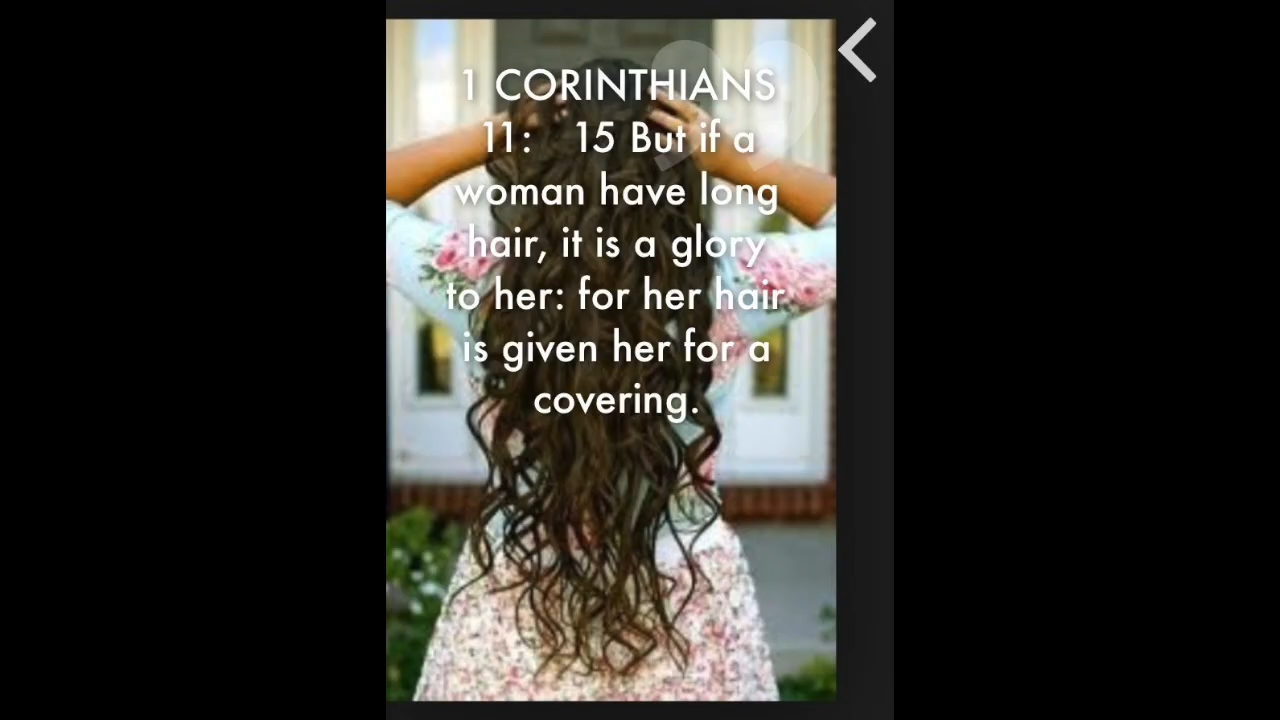 1 CORINTHIANS
11: 15 But if a
woman have long
hair, it is a glory
to her: for her hair
is given her for a
covering.